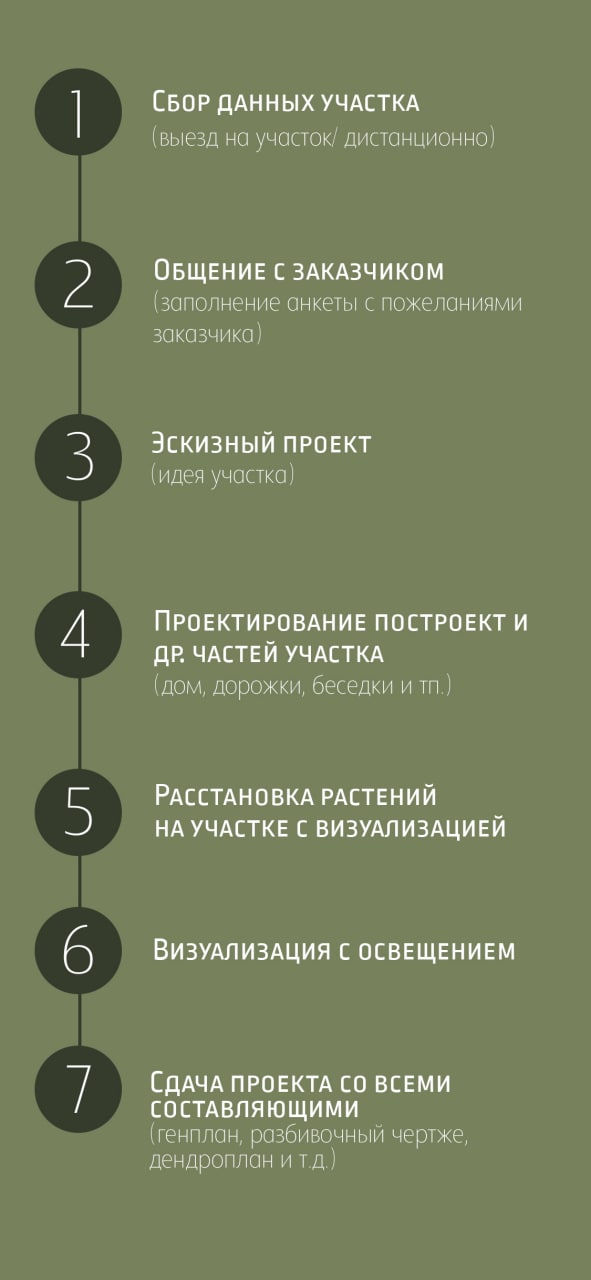 1
Сбор данных участка
(выезд на участок/ дистанционно)
2
Общение с заказчиком
(заполнение анкеты с пожеланиями
заказчика)
3
Эскизный проект
(идея участка)
4
Проектирование построект и
др. частей участка
(дом, дорожки, беседки и тп.)
5
Расстановка растений
на участке с визуализацией
6
Визуализация с освещением
7
Сдача проекта со всеми
составляющими
(генплан, разбивочный чертже,
дендроплан и т.д.)